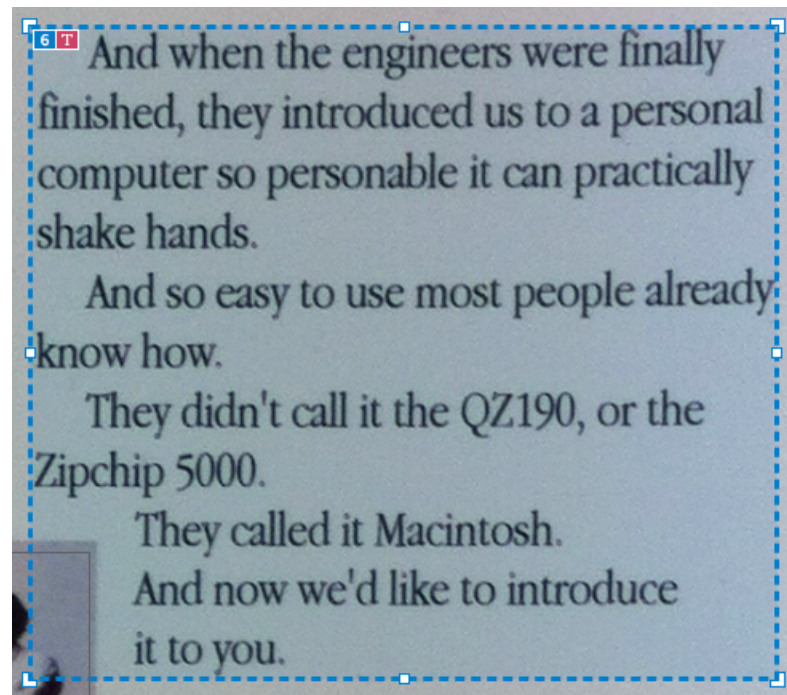 6 T
And when the engineers were finally
finished, they introduced us to a personal
computer so personable it can practically
shake hands.
And so easy to use most people already
know how.
They didn't call it the QZ190, or the
Zipchip 5000.
They called it Macintosh.
And now we'd like to introduce
it to you.